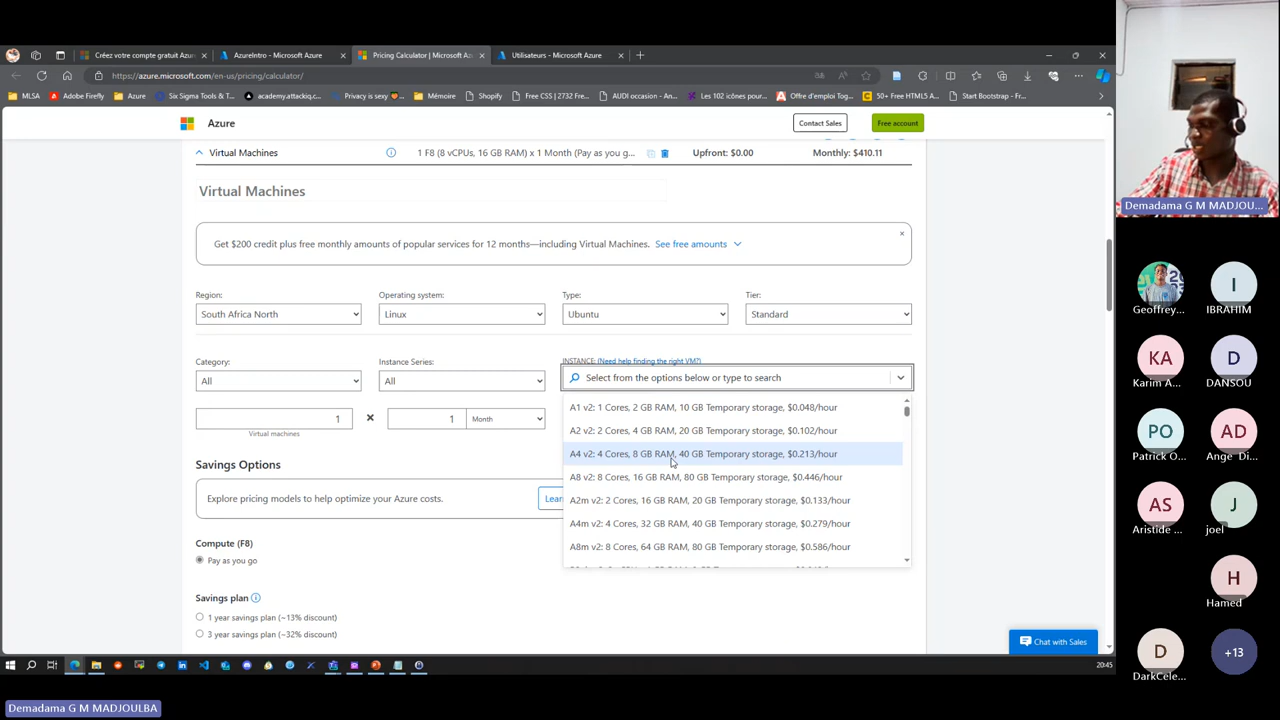 Créez votre compte gratuit Azur
AzureIntro - Microsoft Azure
Pricing Calculator | Microsoft Az
Utilisateurs - Microsoft Azure
https://azure.microsoft.com/en-us/pricing/calculator/
MLSA
Adobe Firefly
Azure
Six Sigma Tools & T...
academy.attackiq.c...
Privacy is sexy
Mémoire
Shopify
Free CSS | 2732 Free...
AUDI occasion - An...
Les 102 icônes pour...
Offre d'emploi Tog...
50+ Free HTML5 A...
Start Bootstrap - Fr...
Azure
Contact Sales
Free account
Virtual Machines
1 F8 (8 vCPUs, 16 GB RAM) x 1 Month (Pay as you g...
Upfront: $0.00
Monthly: $410.11
Virtual Machines
Get $200 credit plus free monthly amounts of popular services for 12 months—including Virtual Machines. See free amounts
Region:
Operating system:
Type:
Tier:
South Africa North
Linux
Ubuntu
Standard
Category:
Instance Series:
INSTANCE: (Need help finding the right VM?)
All
All
Select from the options below or type to search
A1 v2: 1 Cores, 2 GB RAM, 10 GB Temporary storage, $0.048/hour
1
1
Month
Virtual machines
A2 v2: 2 Cores, 4 GB RAM, 20 GB Temporary storage, $0.102/hour
A4 v2: 4 Cores, 8 GB RAM, 40 GB Temporary storage, $0.213/hour
A8 v2: 8 Cores, 16 GB RAM, 80 GB Temporary storage, $0.446/hour
A2m v2: 2 Cores, 16 GB RAM, 20 GB Temporary storage, $0.133/hour
A4m v2: 4 Cores, 32 GB RAM, 40 GB Temporary storage, $0.279/hour
A8m v2: 8 Cores, 64 GB RAM, 80 GB Temporary storage, $0.586/hour
Savings Options
Explore pricing models to help optimize your Azure costs.
Lear
Compute (F8)
Pay as you go
Savings plan
1 year savings plan (~13% discount)
3 year savings plan (~32% discount)
Chat with Sales
20:45
Demadama G M MADJOU...
Geoffrey...
I
IBRAHIM
KA
Karim A...
D
DANSOU
PO
Patrick O...
AD
Ange Di...
AS
Aristide ...
J
joel
H
Hamed
D
DarkCele...
+13
Demadama G M MADJOULBA